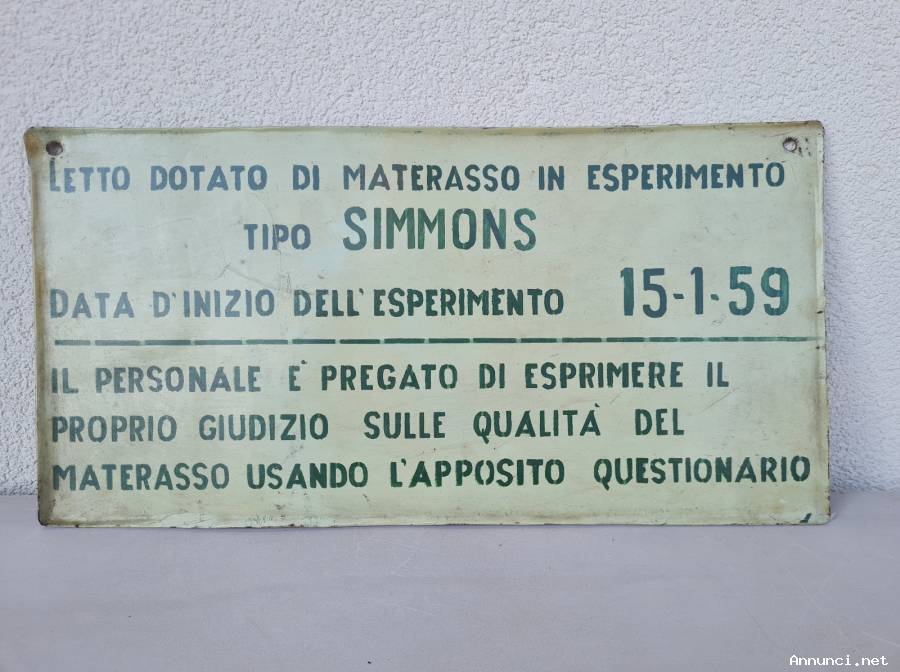 LETTO DOTATO DI MATERASSO IN ESPERIMENTO
TIPO SIMMONS
DATA D'INIZIO DELL'ESPERIMENTO 15-1-59
IL PERSONALE E' PREGATO DI ESPRIMERE IL
PROPRIO GIUDIZIO SULLE QUALITÀ DEL
MATERASSO USANDO L'APPOSITO QUESTIONARIO
Annunci.net